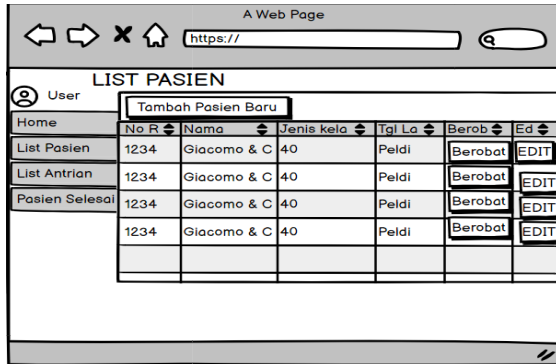 A Web Page
https://
LIST PASIEN
User
Tambah Pasien Baru
Home
List Pasien
List Antrian
Pasien Selesai
No R Nama Jenis kela Tgl La Berob Ed
1234 Giacomo & C 40 Peldi Berobat EDIT
1234 Giacomo & C 40 Peldi Berobat EDIT
1234 Giacomo & C 40 Peldi Berobat EDIT
1234 Giacomo & C 40 Peldi Berobat EDIT